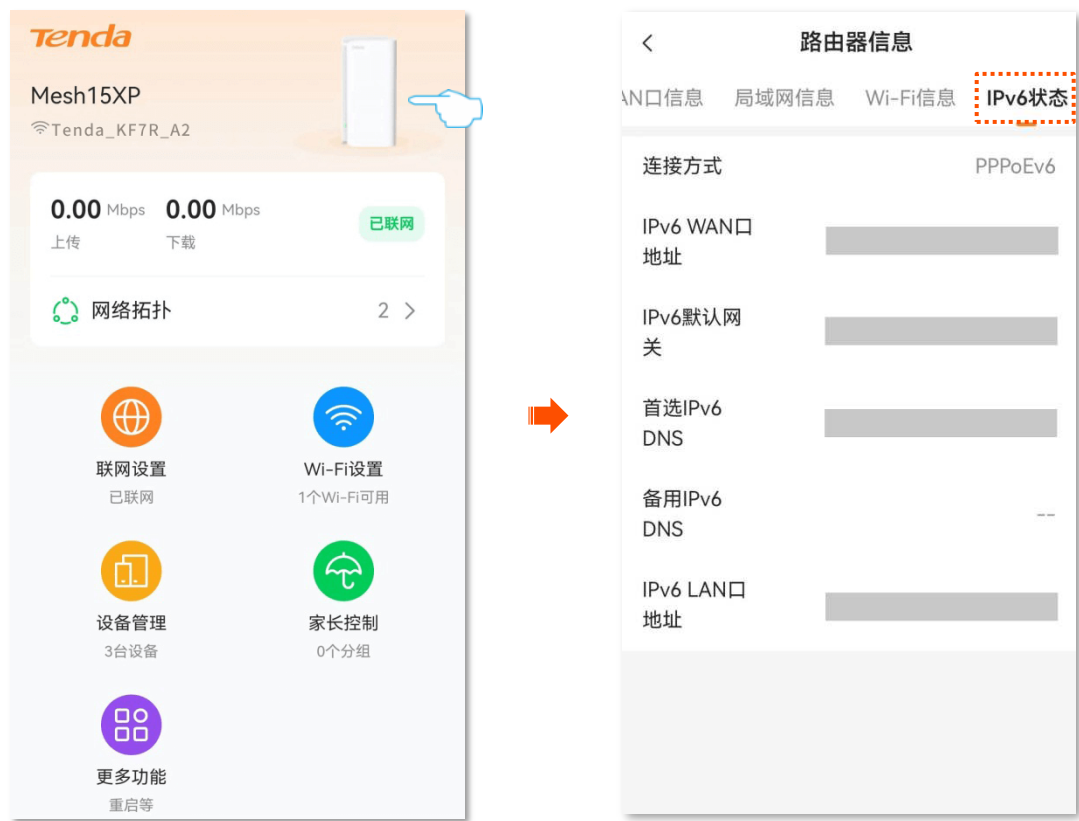 Tenda
Mesh15XP
Tenda_KF7R_A2
0.00 Mbps 0.00 Mbps
上传 下载
已联网
网络拓扑 2
联网设置
已联网
Wi-Fi设置
1个Wi-Fi可用
设备管理
3台设备
家长控制
0个分组
更多功能
重启等
路由器信息
AN口信息 局域网信息 Wi-Fi信息 IPv6状态
连接方式 PPPoEv6
IPv6 WAN口
地址
IPv6默认网
关
首选IPv6
DNS
备用IPv6
DNS
--
IPv6 LAN口
地址